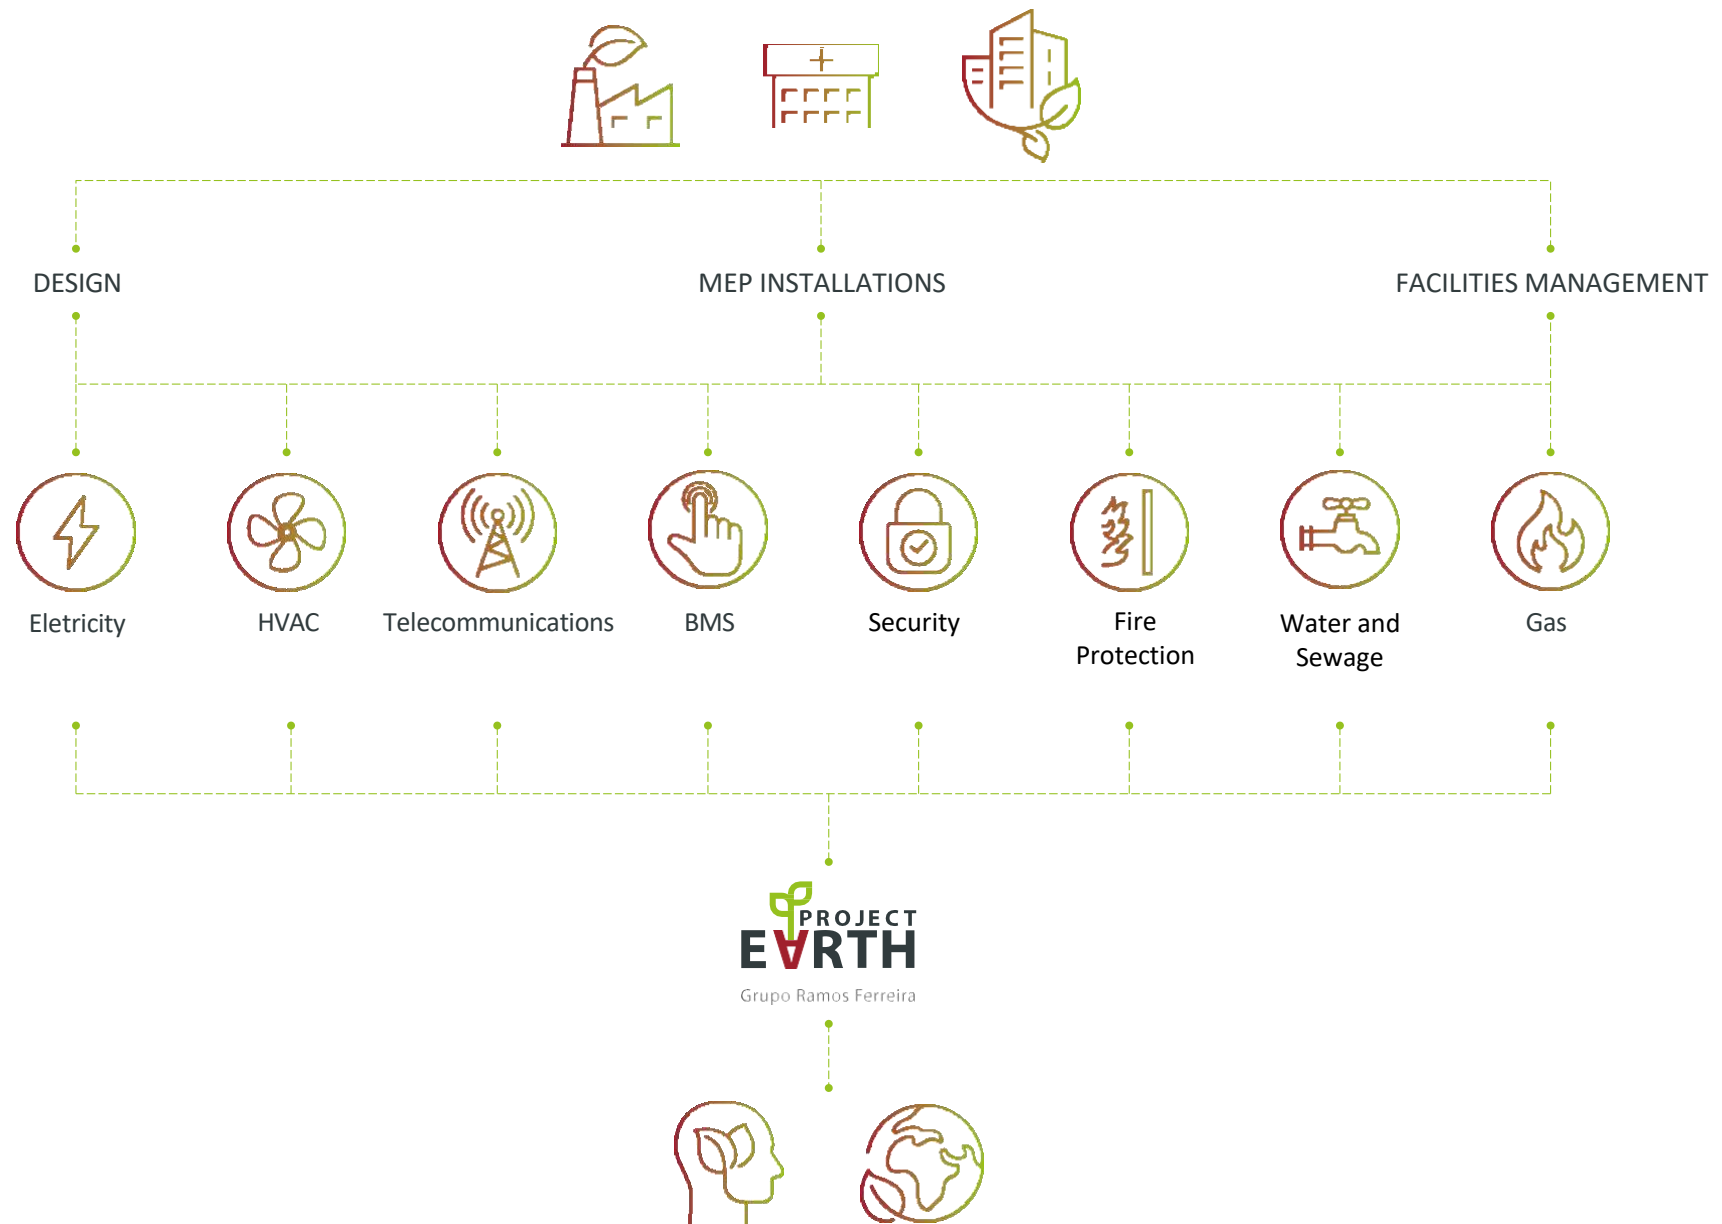 DESIGN
MEP INSTALLATIONS
FACILITIES MANAGEMENT
Eletricity
HVAC
Telecommunications
BMS
Security
Fire
Protection
Water and
Sewage
Gas
PROJECT
EARTH
Grupo Ramos Ferreira